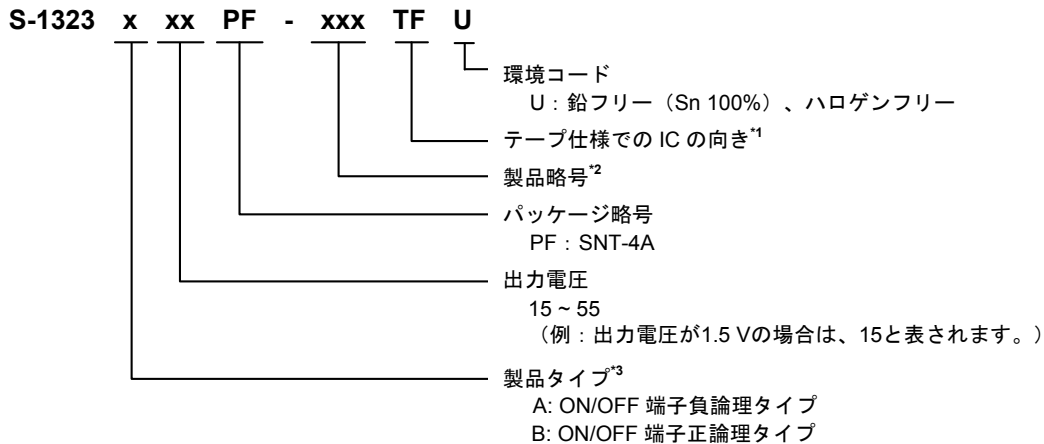 S-1323 x xx PF - xxx TF U
環境コード
U：鉛フリー（Sn 100%）、ハロゲンフリー
テープ仕様での IC の向き*1
製品略号*2
パッケージ略号
PF：SNT-4A
出力電圧
15 ~ 55
（例：出力電圧が1.5 Vの場合は、15と表されます。）
製品タイプ*3
A: ON/OFF 端子負論理タイプ
B: ON/OFF 端子正論理タイプ